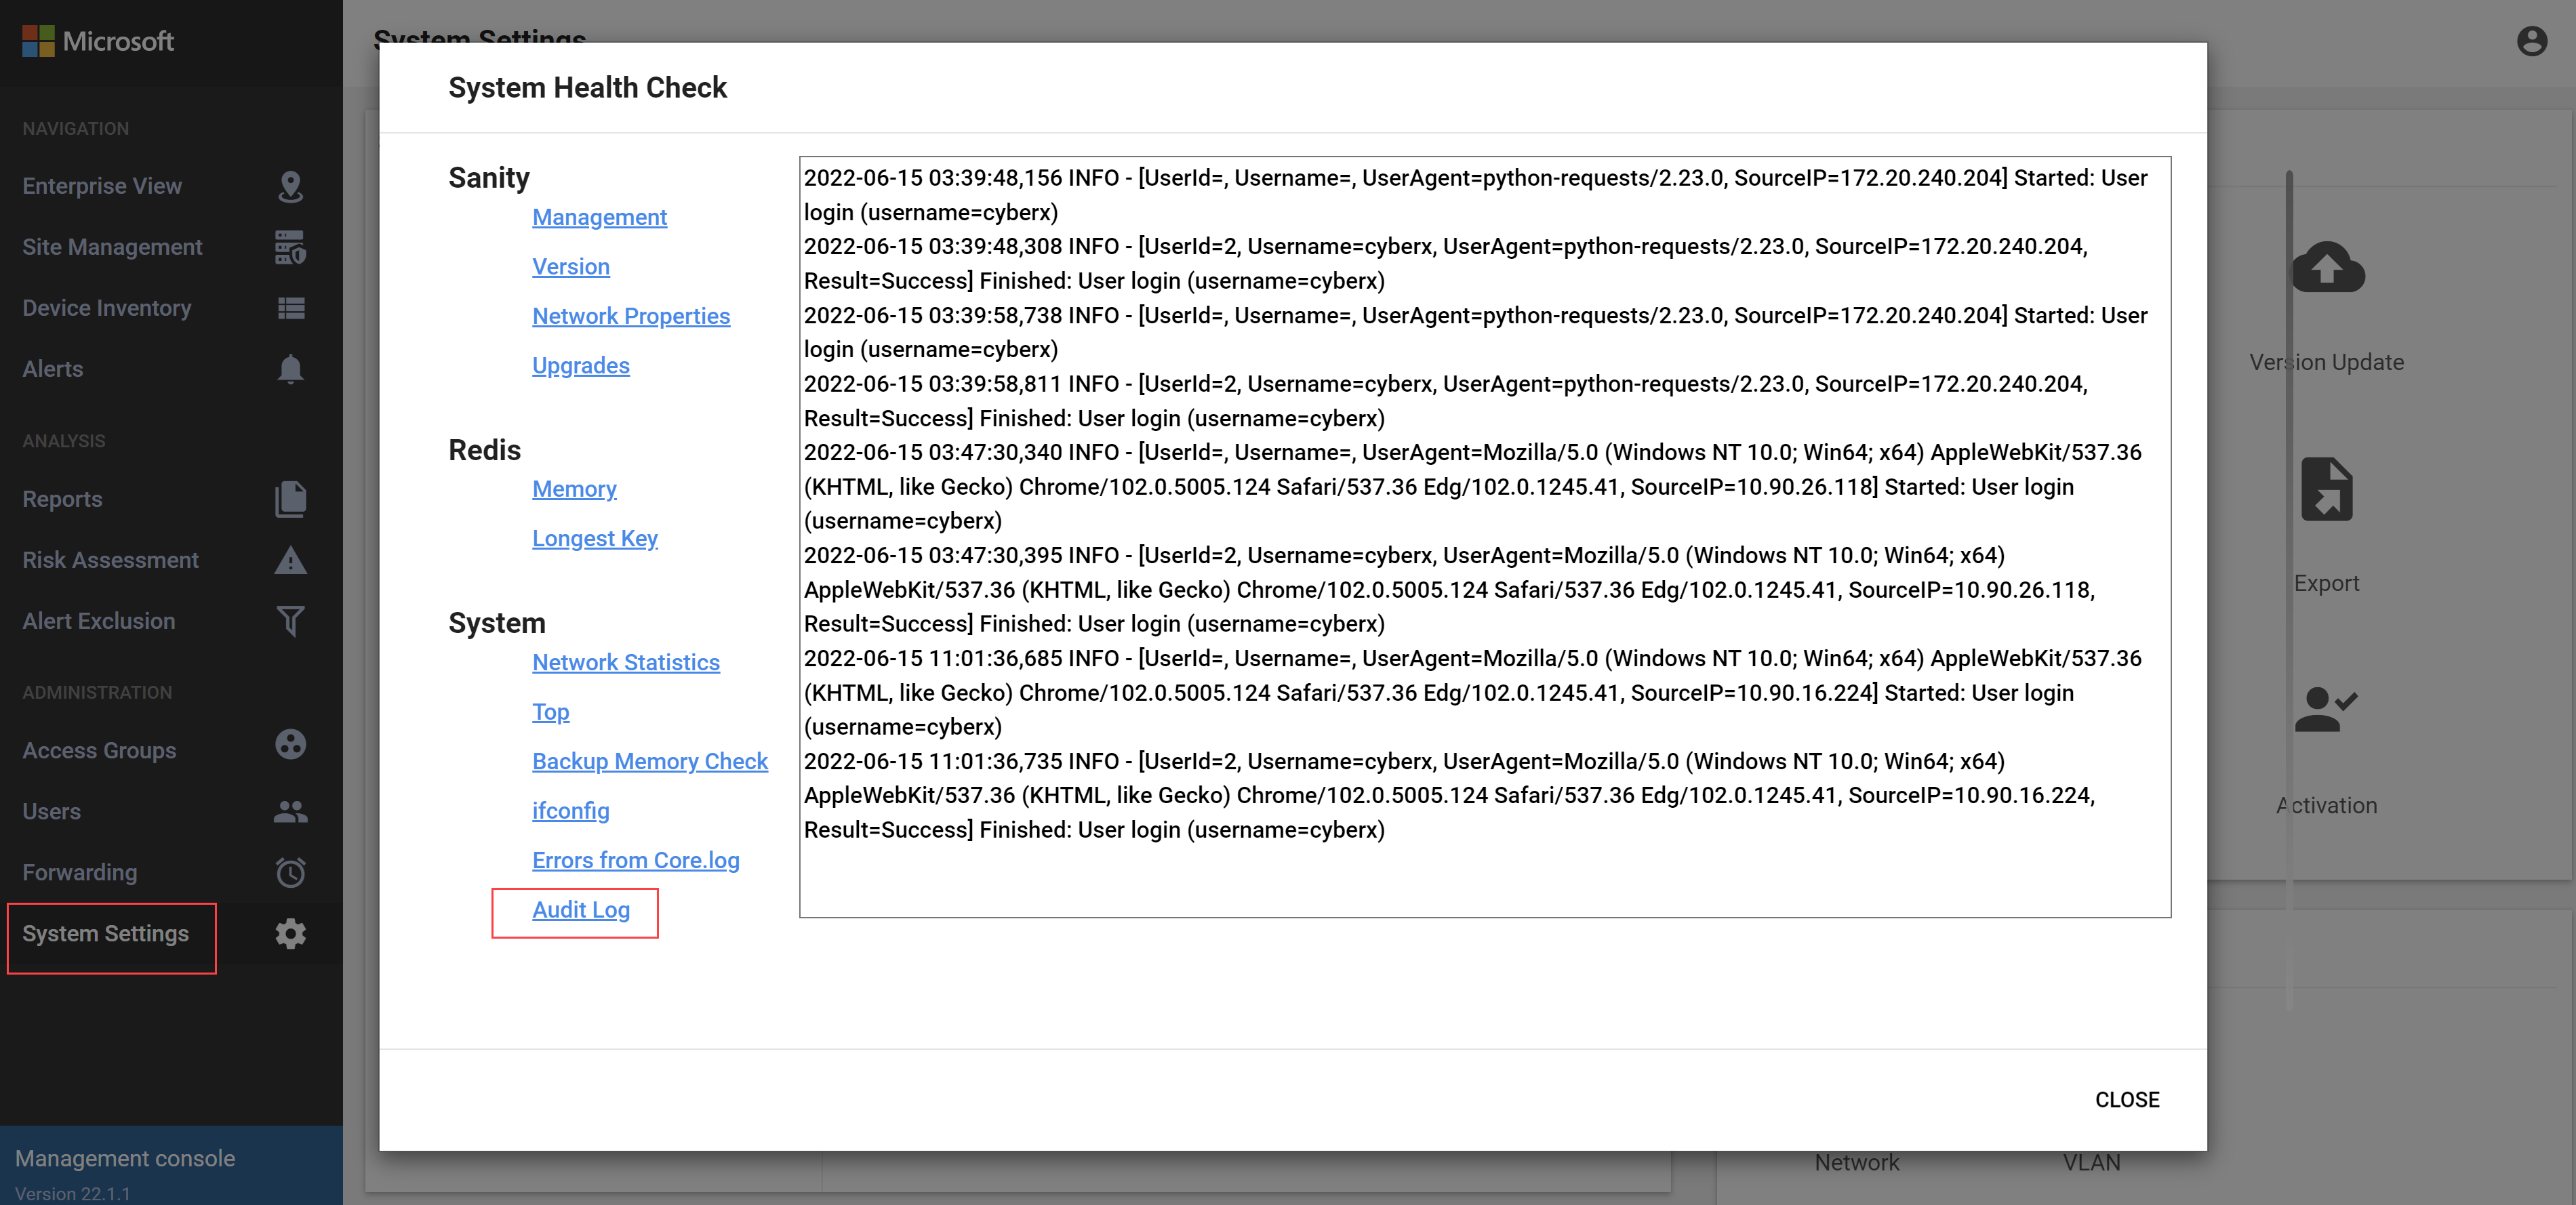 Microsoft
NAVIGATION
Enterprise View
Site Management
Device Inventory
Alerts
ANALYSIS
Reports
Risk Assessment
Alert Exclusion
ADMINISTRATION
Access Groups
Users
Forwarding
System Settings
Management console
Version 22.1.1
System Settings
System Health Check
Sanity
Management
Version
Network Properties
Upgrades
Redis
Memory
Longest Key
System
Network Statistics
Top
Backup Memory Check
ifconfig
Errors from Core.log
Audit Log
2022-06-15 03:39:48,156 INFO - [UserId=, Username=, UserAgent=python-requests/2.23.0, SourceIP=172.20.240.204] Started: User
login (username=cyberx)
2022-06-15 03:39:48,308 INFO - [UserId=2, Username=cyberx, UserAgent=python-requests/2.23.0, SourceIP=172.20.240.204,
Result=Success] Finished: User login (username=cyberx)
2022-06-15 03:39:58,738 INFO - [UserId=, Username=, UserAgent=python-requests/2.23.0, SourceIP=172.20.240.204] Started: User
login (username=cyberx)
2022-06-15 03:39:58,811 INFO - [UserId=2, Username=cyberx, UserAgent=python-requests/2.23.0, SourceIP=172.20.240.204,
Result=Success] Finished: User login (username=cyberx)
2022-06-15 03:47:30,340 INFO - [UserId=, Username=, UserAgent=Mozilla/5.0 (Windows NT 10.0; Win64; x64) AppleWebKit/537.36
(KHTML, like Gecko) Chrome/102.0.5005.124 Safari/537.36 Edg/102.0.1245.41, SourceIP=10.90.26.118] Started: User login
(username=cyberx)
2022-06-15 03:47:30,395 INFO - [UserId=2, Username=cyberx, UserAgent=Mozilla/5.0 (Windows NT 10.0; Win64; x64)
AppleWebKit/537.36 (KHTML, like Gecko) Chrome/102.0.5005.124 Safari/537.36 Edg/102.0.1245.41, SourceIP=10.90.26.118,
Result=Success] Finished: User login (username=cyberx)
2022-06-15 11:01:36,685 INFO - [UserId=, Username=, UserAgent=Mozilla/5.0 (Windows NT 10.0; Win64; x64) AppleWebKit/537.36
(KHTML, like Gecko) Chrome/102.0.5005.124 Safari/537.36 Edg/102.0.1245.41, SourceIP=10.90.16.224] Started: User login
(username=cyberx)
2022-06-15 11:01:36,735 INFO - [UserId=2, Username=cyberx, UserAgent=Mozilla/5.0 (Windows NT 10.0; Win64; x64)
AppleWebKit/537.36 (KHTML, like Gecko) Chrome/102.0.5005.124 Safari/537.36 Edg/102.0.1245.41, SourceIP=10.90.16.224,
Result=Success] Finished: User login (username=cyberx)
CLOSE
Version Update
Export
Activation
Network
VLAN